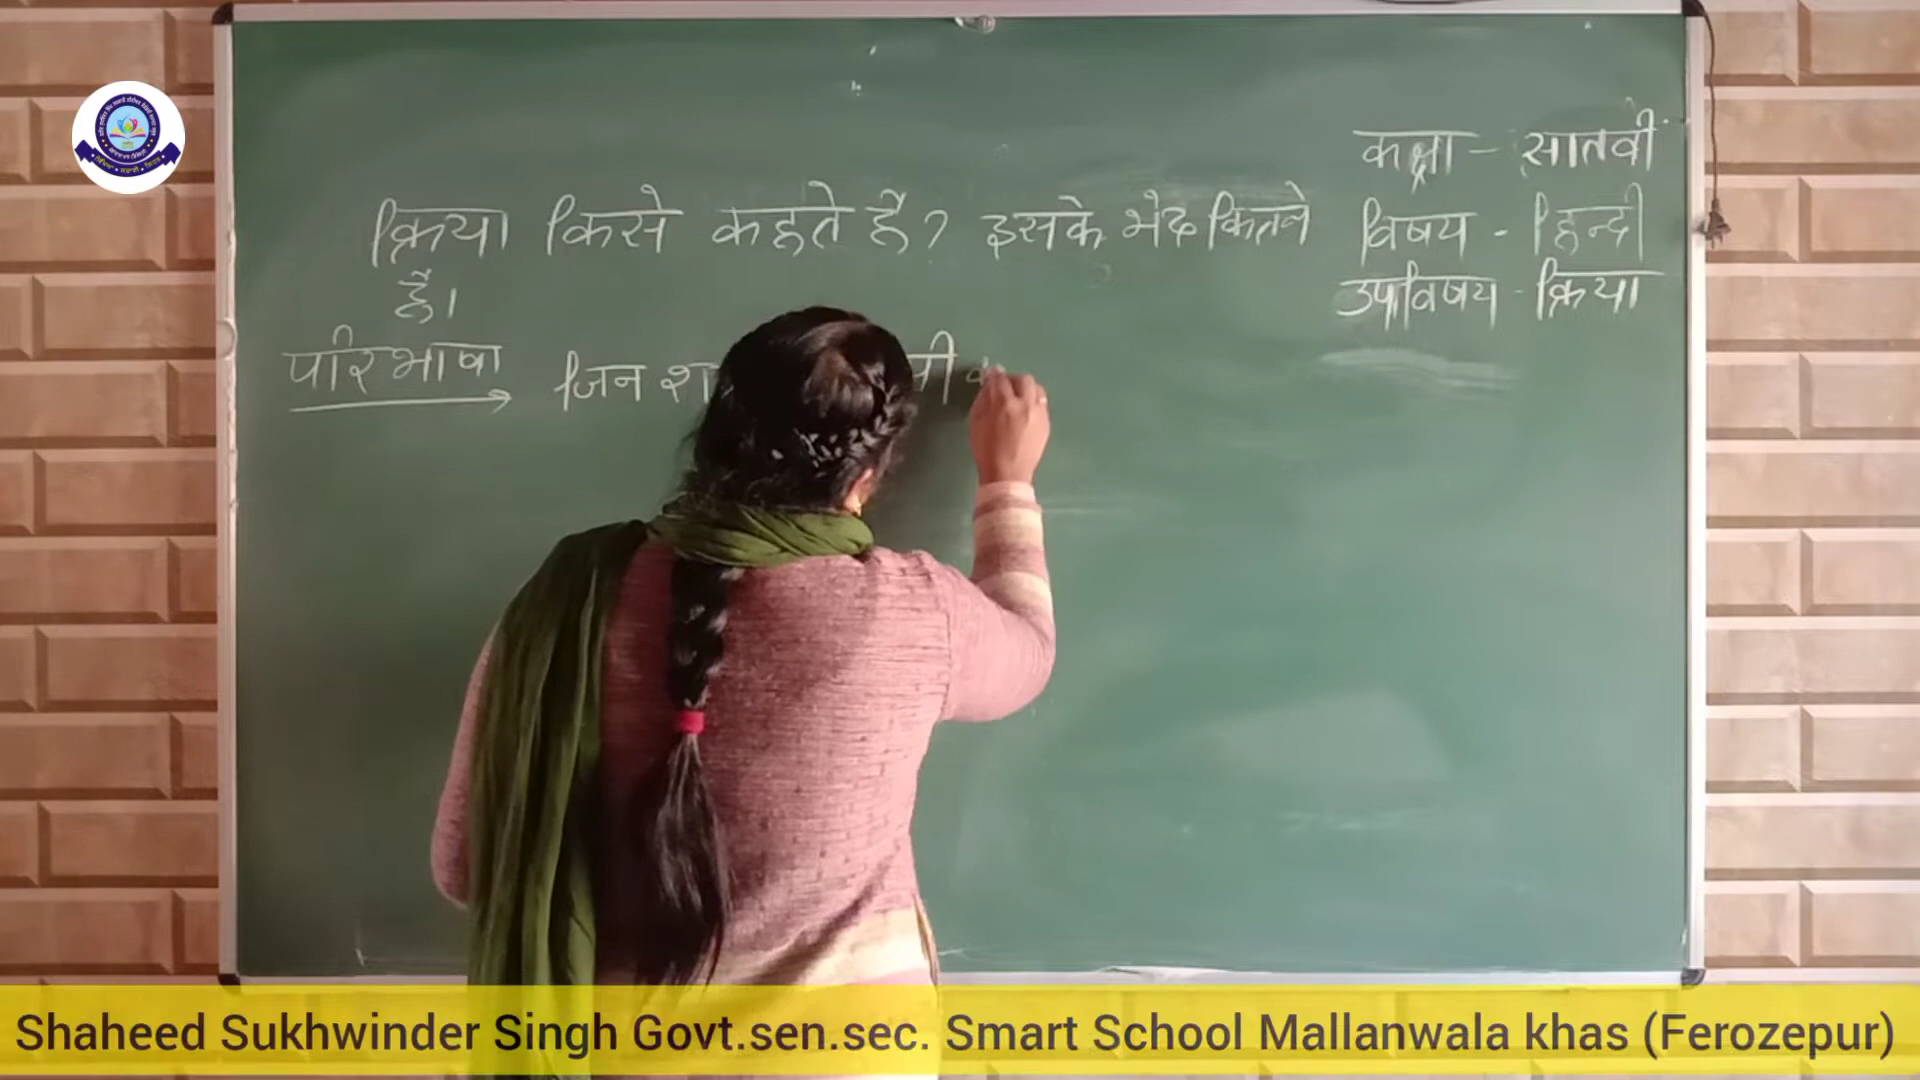 कक्षा - सातवीं
क्रिया किसे कहते हैं? इसके भेद कितने
विषय - हिन्दी
हैं।
उपविषय - क्रिया
परिभाषा
जिन
Shaheed Sukhwinder Singh Govt.sen.sec. Smart School Mallanwala khas (Ferozepur)